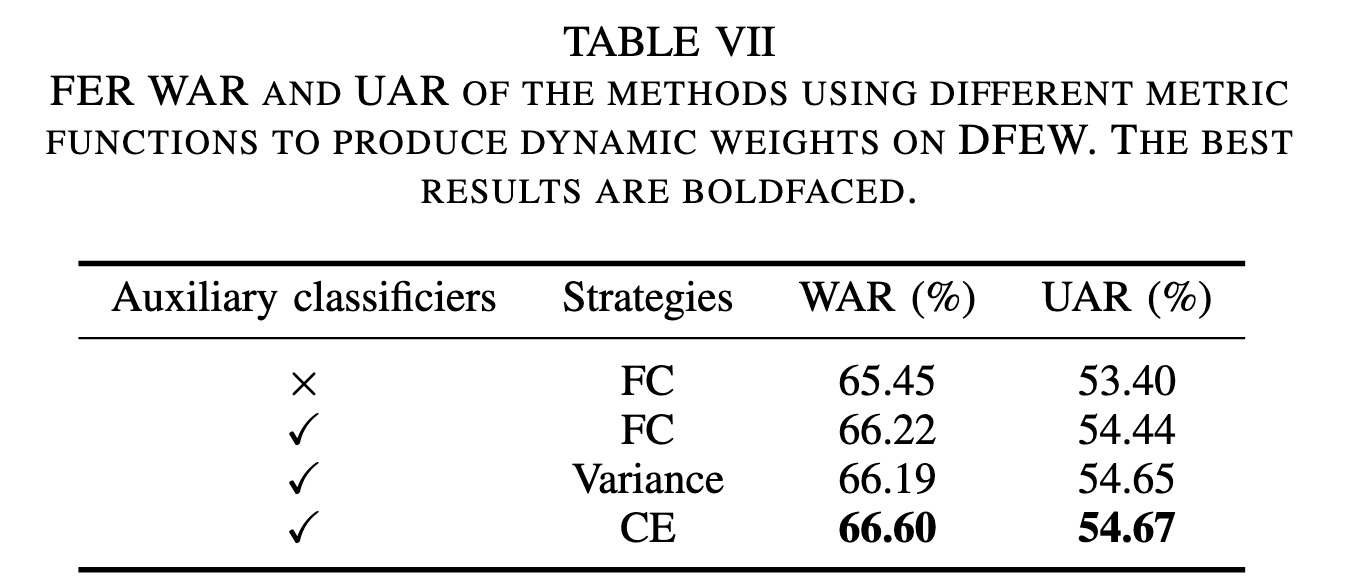 TABLE VII
FER WAR AND UAR OF THE METHODS USING DIFFERENT METRIC
FUNCTIONS TO PRODUCE DYNAMIC WEIGHTS ON DFEW. THE BEST
RESULTS ARE BOLDFACED.
Auxiliary classificiers Strategies WAR (%) UAR (%)
× FC 65.45 53.40
✓ FC 66.22 54.44
✓ Variance 66.19 54.65
✓ CE 66.60 54.67